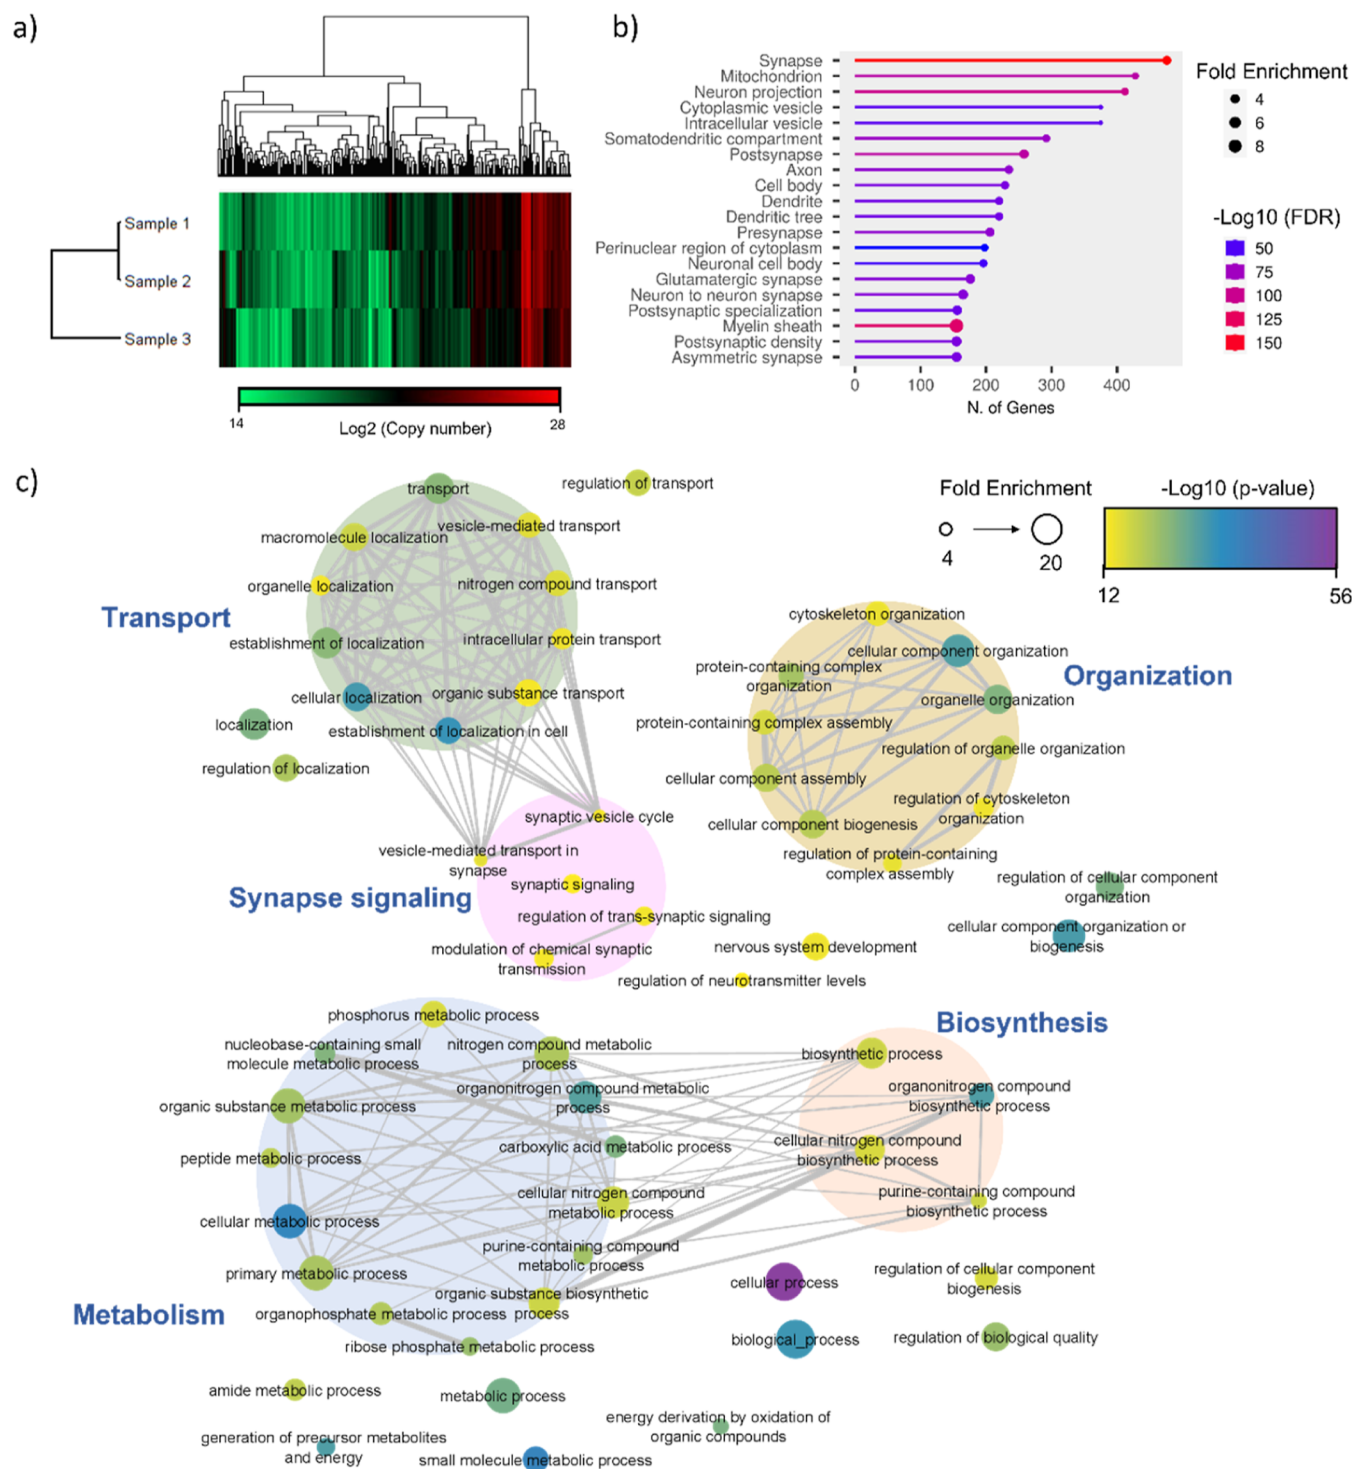 a)
Sample 1
Sample 2
Sample 3
14
28
Log2 (Copy number)
b)
Synapse
Mitochondrion
Neuron projection
Cytoplasmic vesicle
Intracellular vesicle
Somatodendritic compartment
Postsynapse
Axon
Cell body
Dendrite
Dendritic tree
Presynapse
Perinuclear region of cytoplasm
Neuronal cell body
Glutamatergic synapse
Neuron to neuron synapse
Postsynaptic specialization
Myelin sheath
Postsynaptic density
Asymmetric synapse
0 100 200 300 400
N. of Genes
Fold Enrichment
4
6
8
-Log10 (FDR)
50
75
100
125
150
c)
Fold Enrichment
4
20
-Log10 (p-value)
12
56
Transport
transport
regulation of transport
vesicle-mediated transport
macromolecule localization
organelle localization
nitrogen compound transport
establishment of localization
intracellular protein transport
cellular localization
organic substance transport
localization
establishment of localization in cell
regulation of localization
Organization
cytoskeleton organization
cellular component organization
protein-containing complex
organization
organelle organization
protein-containing complex assembly
regulation of organelle organization
cellular component assembly
regulation of cytoskeleton
organization
cellular component biogenesis
regulation of protein-containing
complex assembly
regulation of cellular component
organization
cellular component organization or
biogenesis
Synapse signaling
synaptic vesicle cycle
vesicle-mediated transport in
synapse
synaptic signaling
regulation of trans-synaptic signaling
modulation of chemical synaptic
transmission
nervous system development
regulation of neurotransmitter levels
Metabolism
phosphorus metabolic process
nucleobase-containing small
molecule metabolic process
nitrogen compound metabolic
process
organonitrogen compound metabolic
process
organic substance metabolic process
carboxylic acid metabolic process
peptide metabolic process
cellular nitrogen compound
metabolic process
cellular metabolic process
purine-containing compound
metabolic process
primary metabolic process
organic substance biosynthetic
process
organophosphate metabolic process
ribose phosphate metabolic process
amide metabolic process
metabolic process
generation of precursor metabolites
and energy
small molecule metabolic process
energy derivation by oxidation of
organic compounds
Biosynthesis
biosynthetic process
organonitrogen compound
biosynthetic process
cellular nitrogen compound
biosynthetic process
purine-containing compound
biosynthetic process
cellular process
regulation of cellular component
biogenesis
biological_process
regulation of biological quality